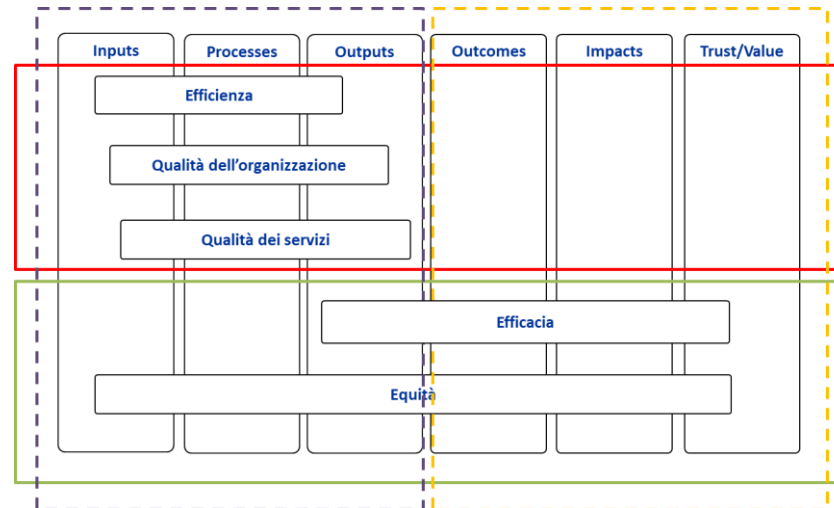 Inputs
Processes
Outputs
Outcomes
Impacts
Trust/Value
Efficienza
Qualità dell'organizzazione
Qualità dei servizi
Efficacia
Equità